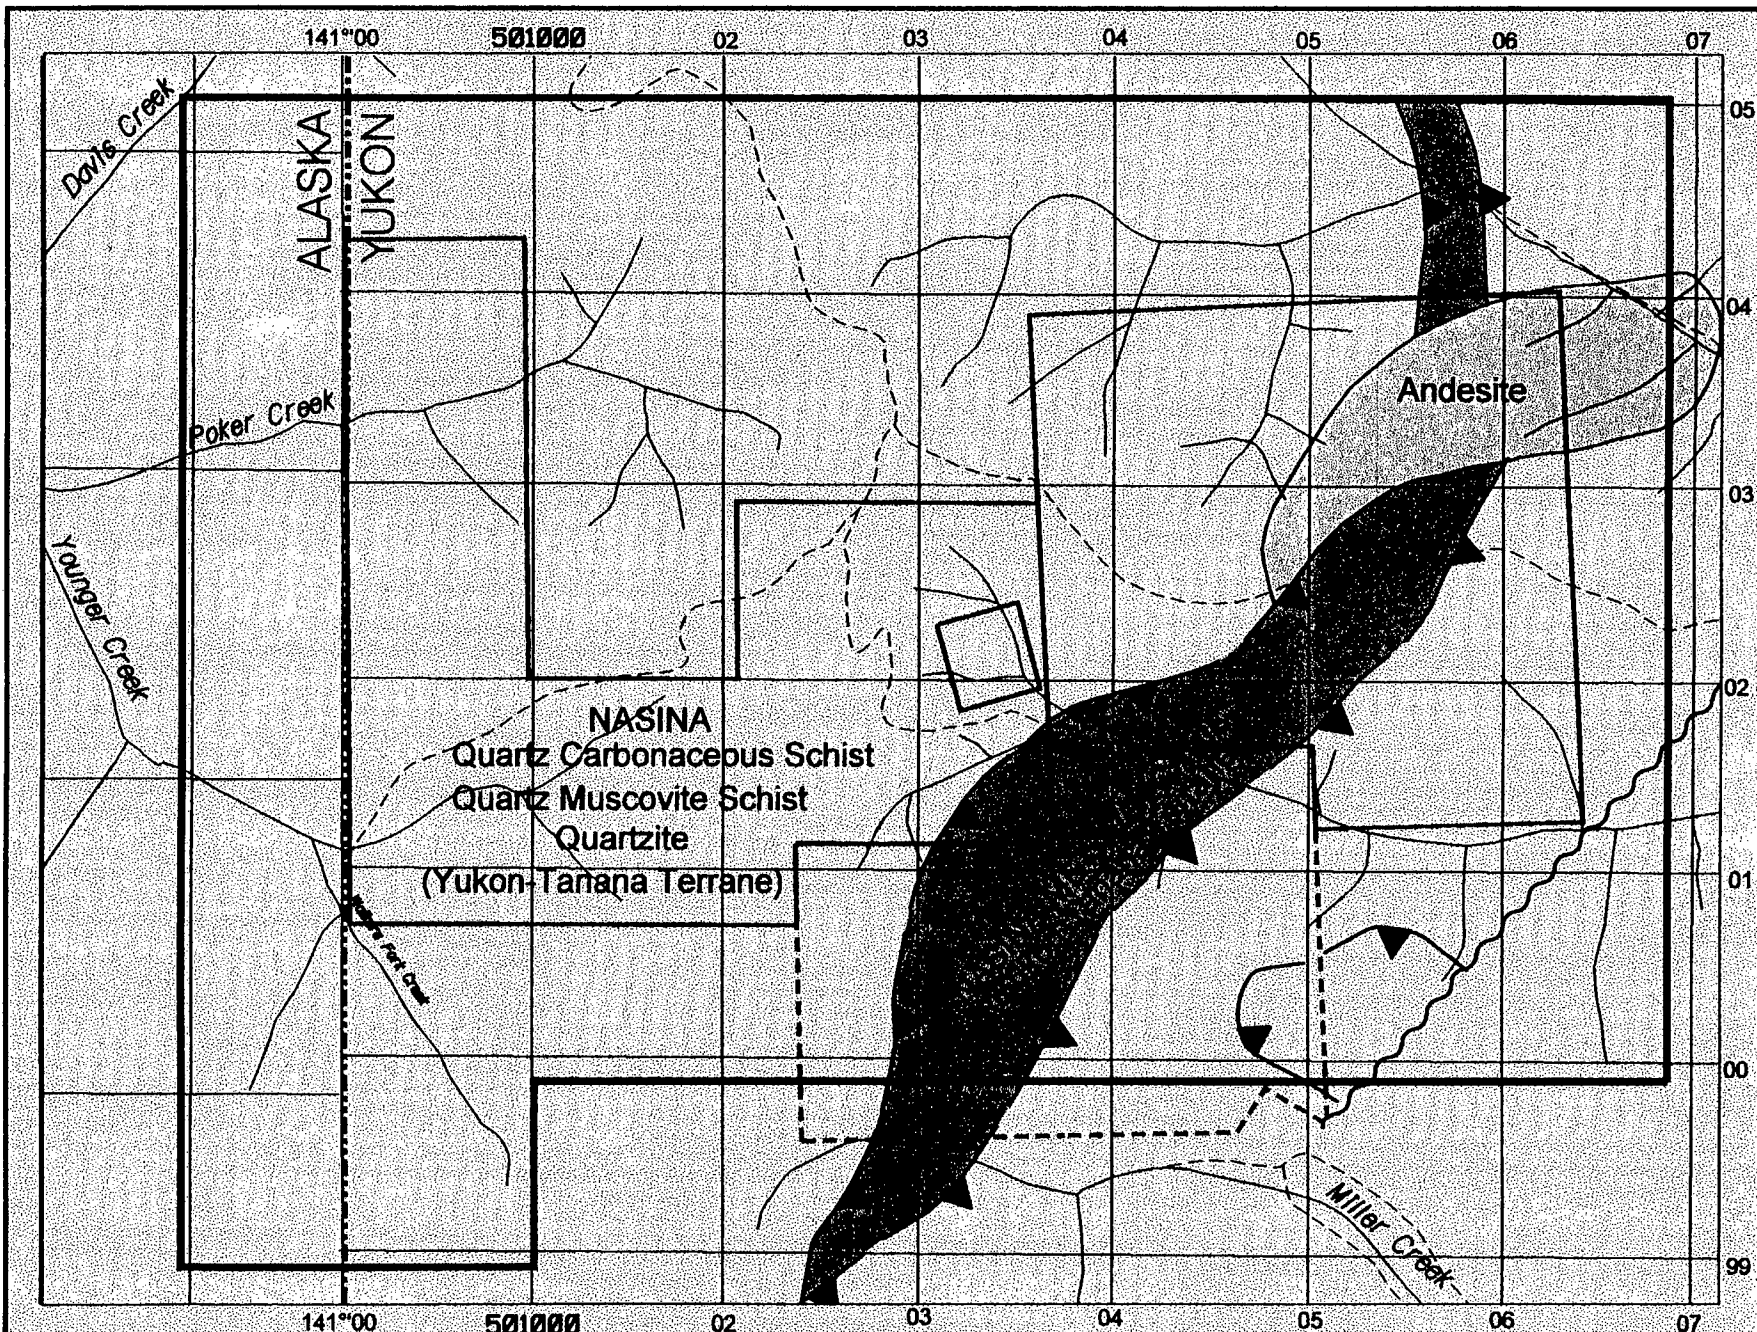 141°00 501000 02 03 04 05 06 07
05
Davis Creek
ALASKA
YUKON
04
Andesite
Poker Creek
03
Younger Creek
02
NASINA
Quartz Carbonaceous Schist
Quartz Muscovite Schist
Quartzite
(Yukon-Tanana Terrane)
01
Fork Creek
00
Miller Creek
99
141°00 501000 02 03 04 05 06 07